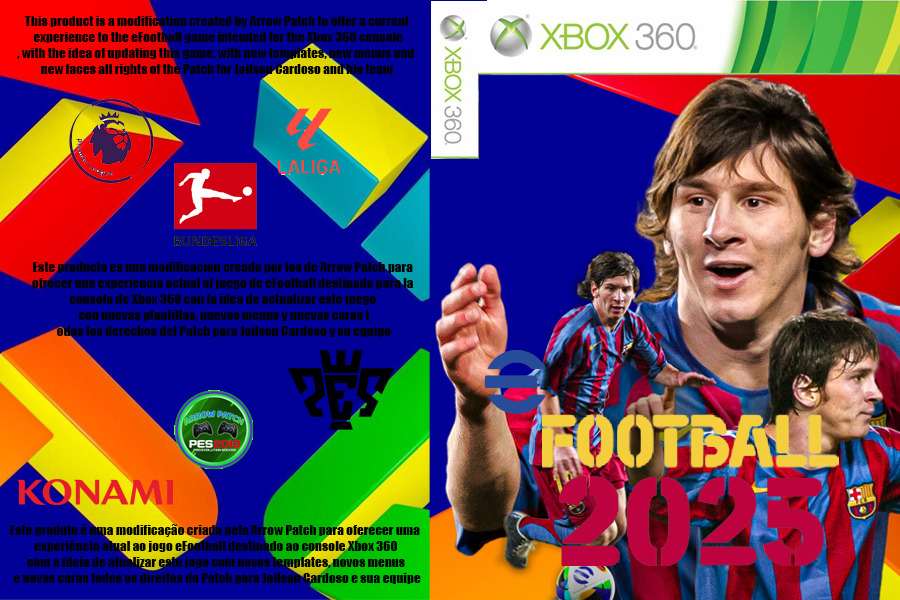 This product is a modification created by Arrow Patch to offer a current
experience to the eFootball game intended for the Xbox 360 console
, with the idea of updating this game, with new templates, new menus and
new faces all rights of the Patch for Joilson Cardoso and his team
Premier League
LALIGA
BUNDESLIGA
Este producto es una modificacion creada por los de Arrow Patch para
ofrecer una experiencia actual al juego de eFootball destinada para la
consola de Xbox 360 con la idea de actualizar este juego
con nuevas plantillas, nuevos menus y nuevas caras t
odos los derechos del Patch para Joilson Cardoso y su equipo
PES
ARROW PATCH
PES2018
PRO EVOLUTION SOCCER
KONAMI
Este produto é uma modificação criada pela Arrow Patch para oferecer uma
experiência atual ao jogo eFootball destinado ao console Xbox 360
com a ideia de atualizar este jogo com novos templates, novos menus
e novas caras todos os direitos do Patch para Joilson Cardoso e sua equipe
XBOX 360
XBOX 360
e
FOOTBALL
2023